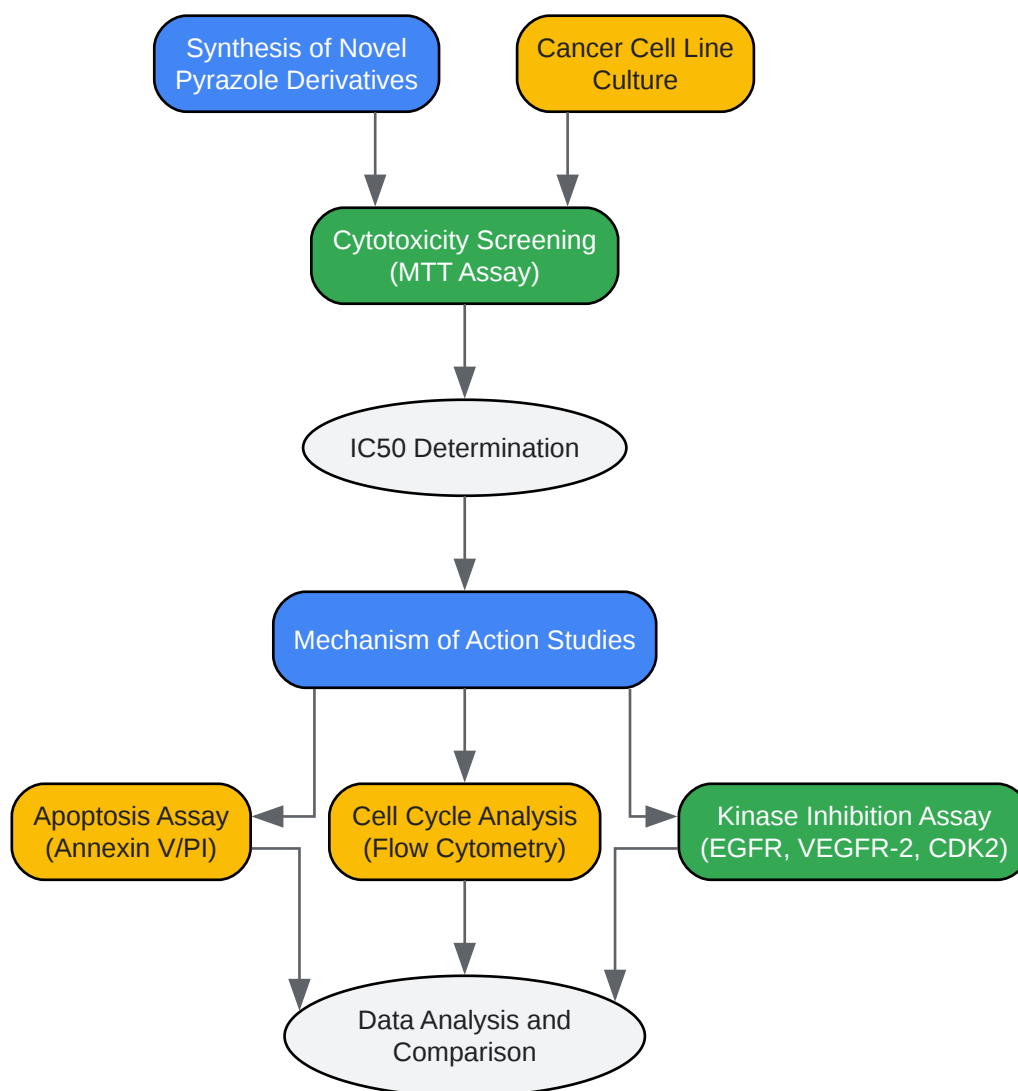 Synthesis of Novel
Pyrazole Derivatives
Cancer Cell Line
Culture
Cytotoxicity Screening
(MTT Assay)
IC50 Determination
Mechanism of Action Studies
Apoptosis Assay
(Annexin V/PI)
Cell Cycle Analysis
(Flow Cytometry)
Kinase Inhibition Assay
(EGFR, VEGFR-2, CDK2)
Data Analysis and
Comparison